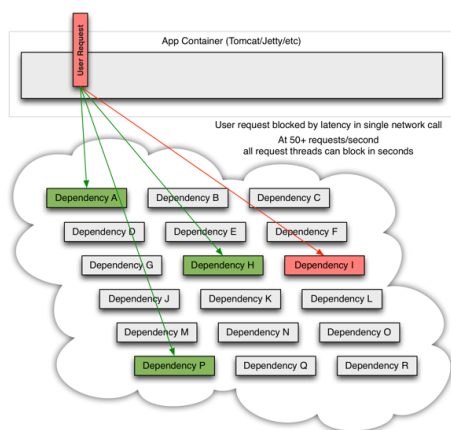 User Request
App Container (Tomcat/Jetty/etc)
User request blocked by latency in single network call
At 50+ requests/second
all request threads can block in seconds
Dependency A
Dependency B
Dependency C
Dependency D
Dependency E
Dependency F
Dependency G
Dependency H
Dependency I
Dependency J
Dependency K
Dependency L
Dependency M
Dependency N
Dependency O
Dependency P
Dependency Q
Dependency R